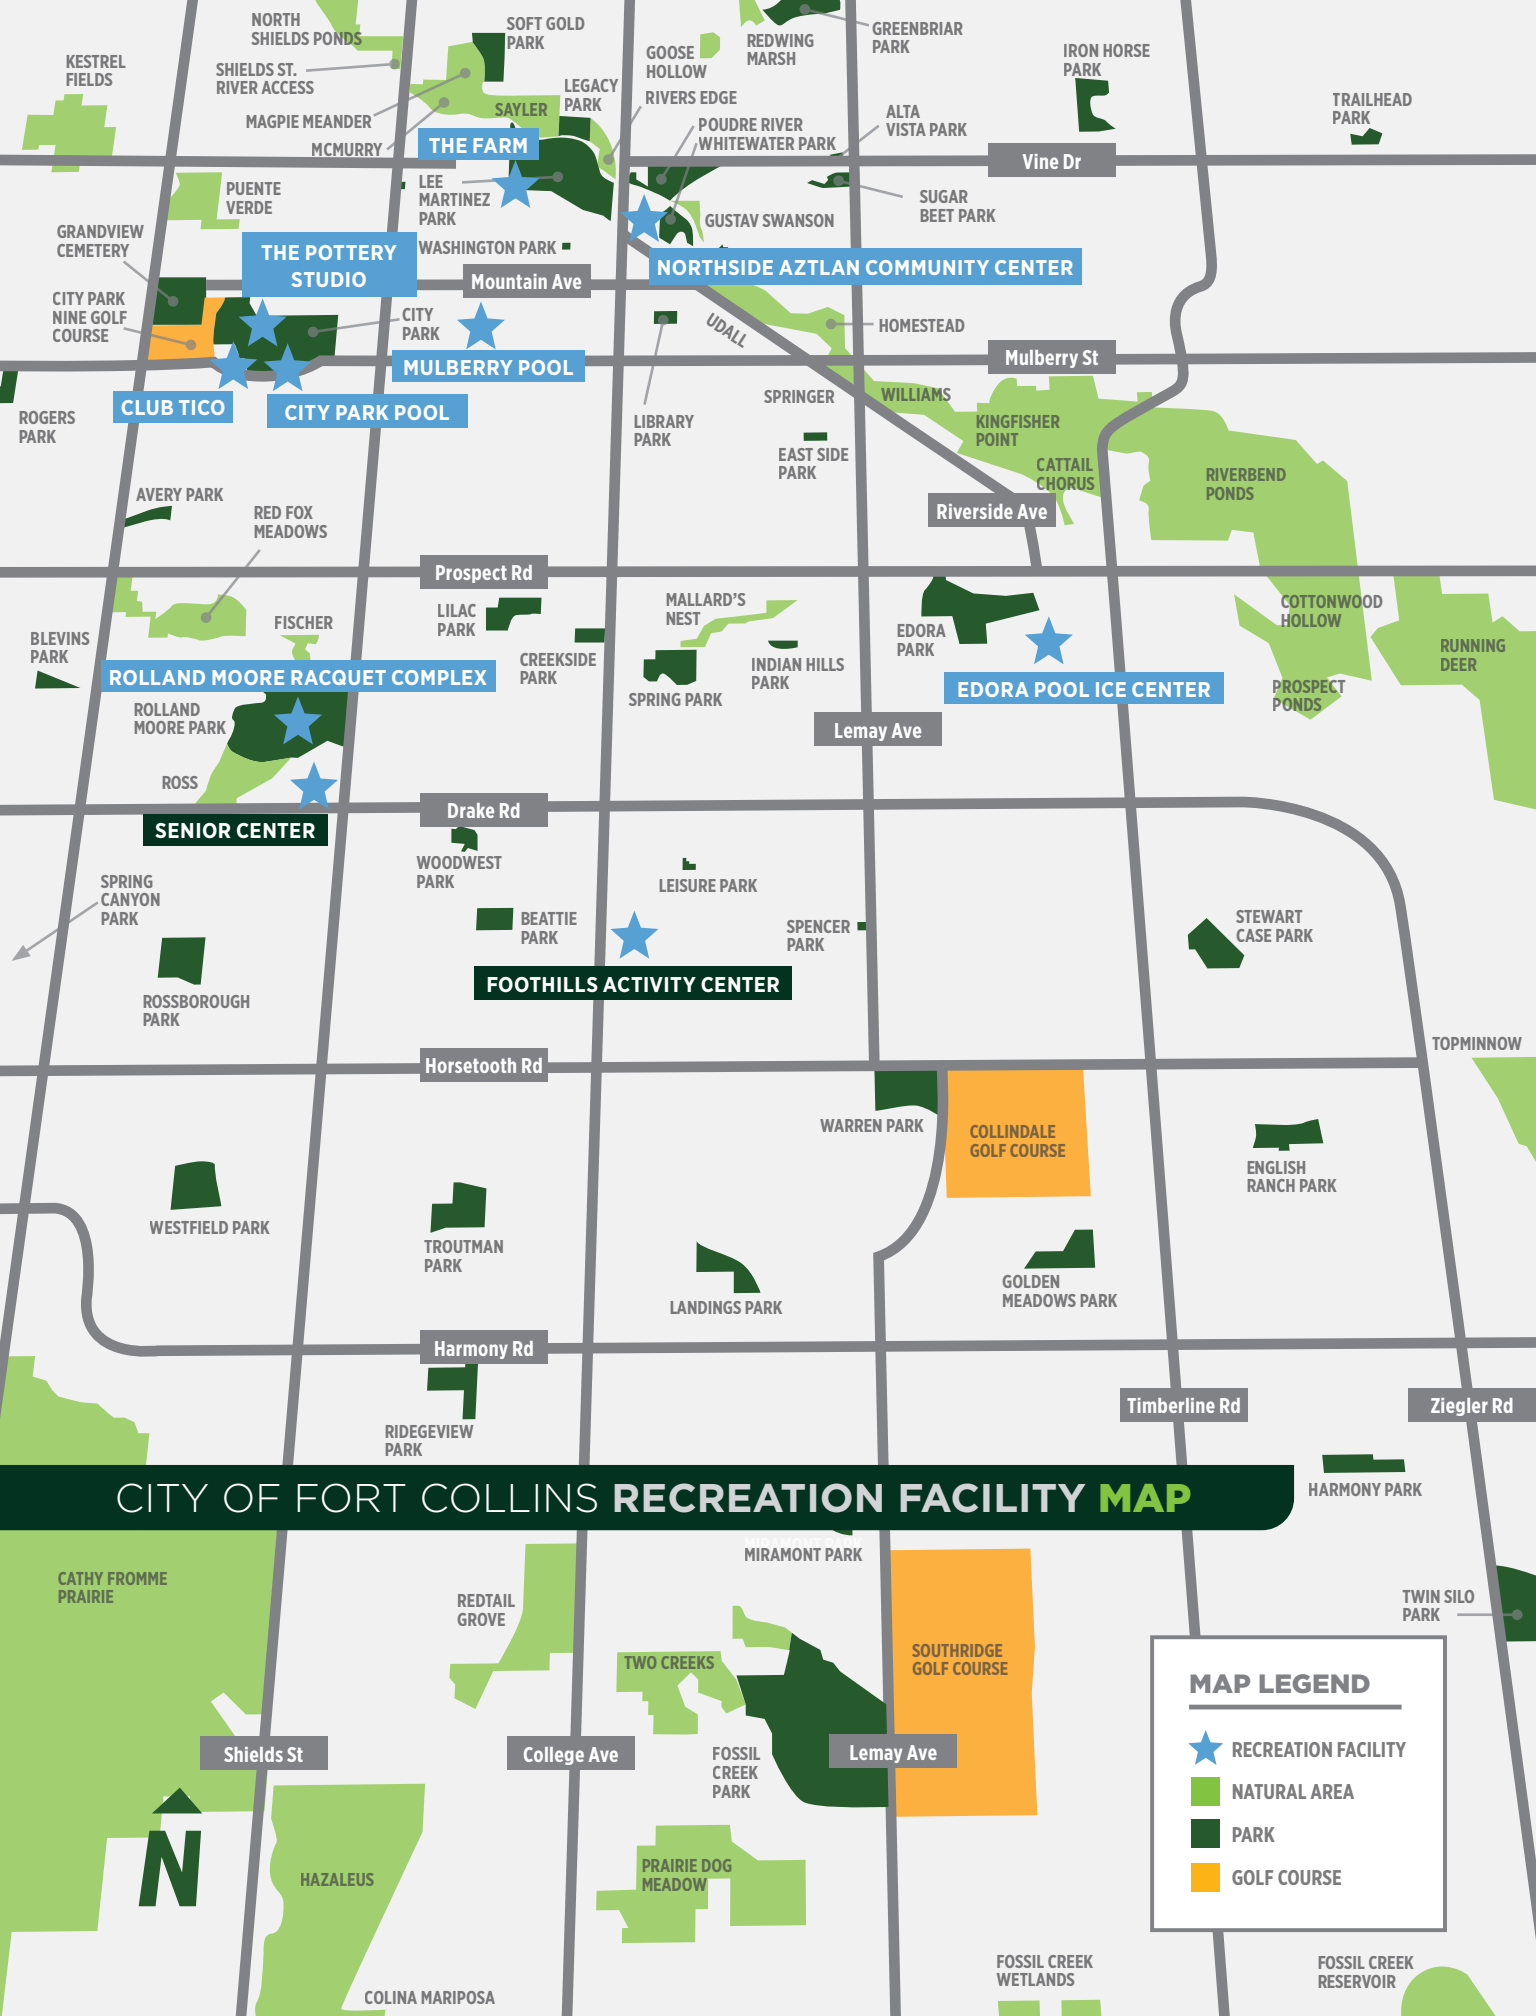 NORTH
SHIELDS PONDS
SOFT GOLD
PARK
GOOSE
HOLLOW
REDWING
MARSH
GREENBRIAR
PARK
IRON HORSE
PARK
KESTREL
FIELDS
SHIELDS ST.
RIVER ACCESS
LEGACY
PARK
RIVERS EDGE
TRAILHEAD
PARK
MAGPIE MEANDER
SAYLER
POUDRE RIVER
WHITEWATER PARK
ALTA
VISTA PARK
MCMURRY
THE FARM
Vine Dr
PUENTE
VERDE
LEE
MARTINEZ
PARK
SUGAR
BEET PARK
GUSTAV SWANSON
GRANDVIEW
CEMETERY
THE POTTERY
STUDIO
WASHINGTON PARK
Mountain Ave
NORTHSIDE AZTLAN COMMUNITY CENTER
CITY PARK
NINE GOLF
COURSE
CITY
PARK
UDALL
HOMESTEAD
MULBERRY POOL
Mulberry St
CLUB TICO
CITY PARK POOL
ROGERS
PARK
LIBRARY
PARK
SPRINGER
WILLIAMS
KINGFISHER
POINT
EAST SIDE
PARK
CATTAIL
CHORUS
RIVERBEND
PONDS
AVERY PARK
RED FOX
MEADOWS
Riverside Ave
Prospect Rd
LILAC
PARK
MALLARD'S
NEST
EDORA
PARK
COTTONWOOD
HOLLOW
FISCHER
BLEVINS
PARK
CREEKSIDE
PARK
INDIAN HILLS
PARK
RUNNING
DEER
ROLLAND MOORE RACQUET COMPLEX
SPRING PARK
EDORA POOL ICE CENTER
PROSPECT
PONDS
ROLLAND
MOORE PARK
Lemay Ave
ROSS
Drake Rd
SENIOR CENTER
WOODWEST
PARK
LEISURE PARK
SPRING
CANYON
PARK
BEATTIE
PARK
SPENCER
PARK
STEWART
CASE PARK
FOOTHILLS ACTIVITY CENTER
ROSSBOROUGH
PARK
TOPMINNOW
Horsetooth Rd
WARREN PARK
COLLINDALE
GOLF COURSE
ENGLISH
RANCH PARK
WESTFIELD PARK
TROUTMAN
PARK
LANDINGS PARK
GOLDEN
MEADOWS PARK
Harmony Rd
Timberline Rd
Ziegler Rd
RIDGEVIEW
PARK
HARMONY PARK
CITY OF FORT COLLINS RECREATION FACILITY MAP
MIRAMONT PARK
CATHY FROMME
PRAIRIE
REDTAIL
GROVE
TWIN SILO
PARK
TWO CREEKS
SOUTHRIDGE
GOLF COURSE
Shields St
College Ave
FOSSIL
CREEK
PARK
Lemay Ave
MAP LEGEND
RECREATION FACILITY
NATURAL AREA
PARK
GOLF COURSE
N
HAZALEUS
PRAIRIE DOG
MEADOW
FOSSIL CREEK
WETLANDS
FOSSIL CREEK
RESERVOIR
COLINA MARIPOSA